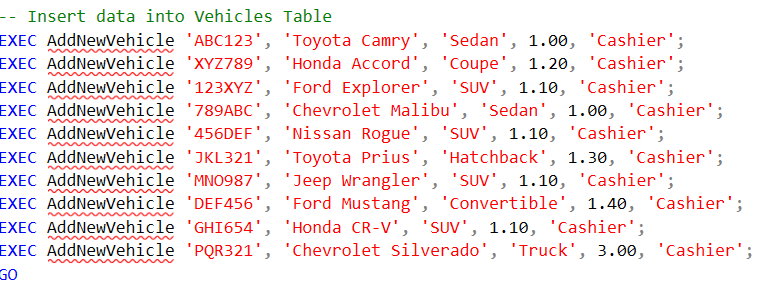 -- Insert data into Vehicles Table
EXEC AddNewVehicle 'ABC123', 'Toyota Camry', 'Sedan', 1.00, 'Cashier';
EXEC AddNewVehicle 'XYZ789', 'Honda Accord', 'Coupe', 1.20, 'Cashier';
EXEC AddNewVehicle '123XYZ', 'Ford Explorer', 'SUV', 1.10, 'Cashier';
EXEC AddNewVehicle '789ABC', 'Chevrolet Malibu', 'Sedan', 1.00, 'Cashier';
EXEC AddNewVehicle '456DEF', 'Nissan Rogue', 'SUV', 1.10, 'Cashier';
EXEC AddNewVehicle 'JKL321', 'Toyota Prius', 'Hatchback', 1.30, 'Cashier';
EXEC AddNewVehicle 'MNO987', 'Jeep Wrangler', 'SUV', 1.10, 'Cashier';
EXEC AddNewVehicle 'DEF456', 'Ford Mustang', 'Convertible', 1.40, 'Cashier';
EXEC AddNewVehicle 'GHI654', 'Honda CR-V', 'SUV', 1.10, 'Cashier';
EXEC AddNewVehicle 'PQR321', 'Chevrolet Silverado', 'Truck', 3.00, 'Cashier';
GO